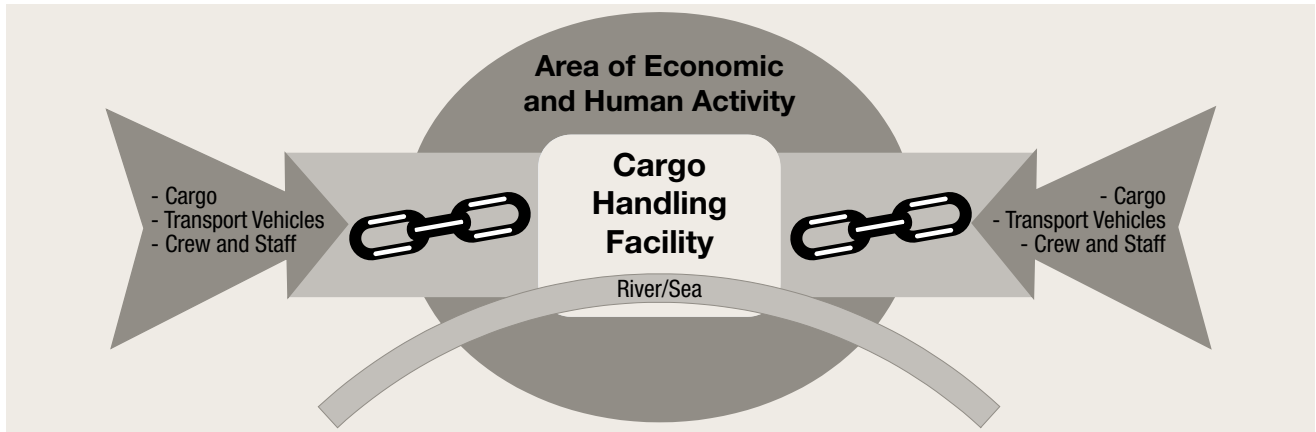 Area of Economic
and Human Activity
Cargo
Handling
Facility
- Cargo
- Transport Vehicles
- Crew and Staff
- Cargo
- Transport Vehicles
- Crew and Staff
River/Sea